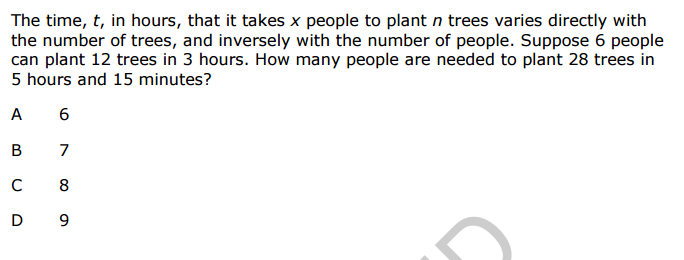 The time, t, in hours, that it takes x people to plant n trees varies directly with
the number of trees, and inversely with the number of people. Suppose 6 people
can plant 12 trees in 3 hours. How many people are needed to plant 28 trees in
5 hours and 15 minutes?
A 6
B 7
C 8
D 9